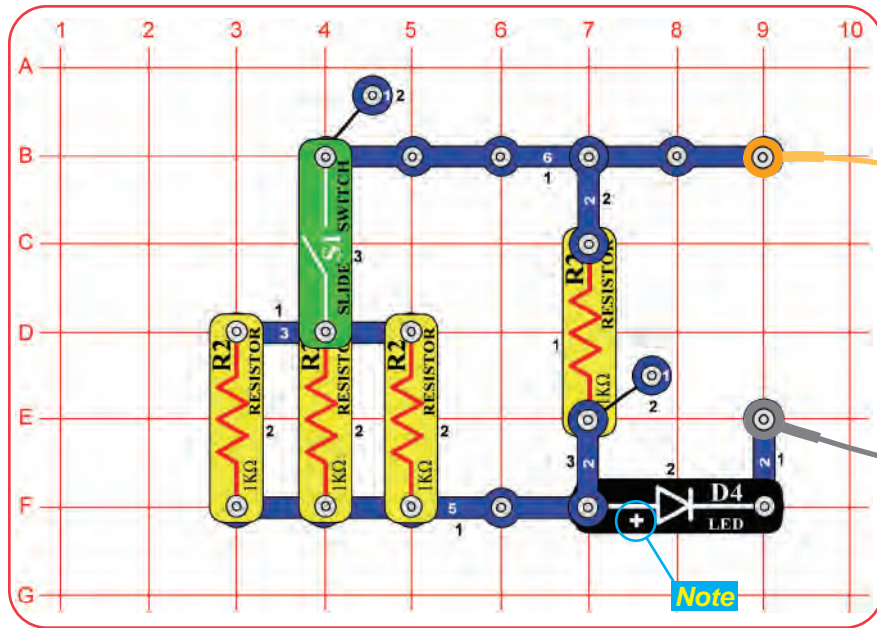 1 2 3 4 5 6 7 8 9 10
A
1 2
B
6
1
2 2
SLIDE SWITCH
S1
3
C
R2
RESISTOR
1KΩ
1
1
3
D
R2
RESISTOR
1KΩ
2
R2
RESISTOR
1KΩ
2
R2
RESISTOR
1KΩ
2
1
2
E
3 2
2
2 1
D4
LED
+
F
5
1
Note
G